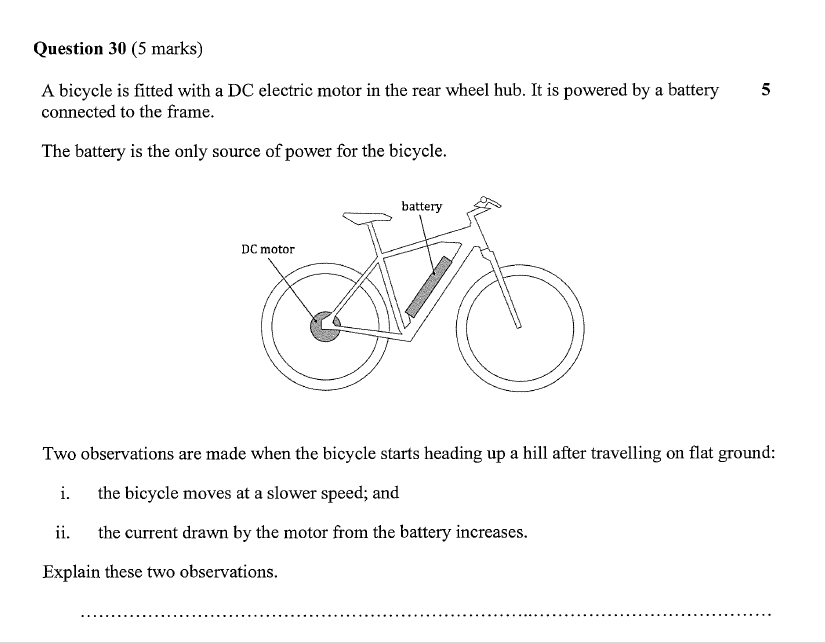 Question 30 (5 marks)
A bicycle is fitted with a DC electric motor in the rear wheel hub. It is powered by a battery 5
connected to the frame.
The battery is the only source of power for the bicycle.
battery
DC motor
Two observations are made when the bicycle starts heading up a hill after travelling on flat ground:
i. the bicycle moves at a slower speed; and
ii. the current drawn by the motor from the battery increases.
Explain these two observations.